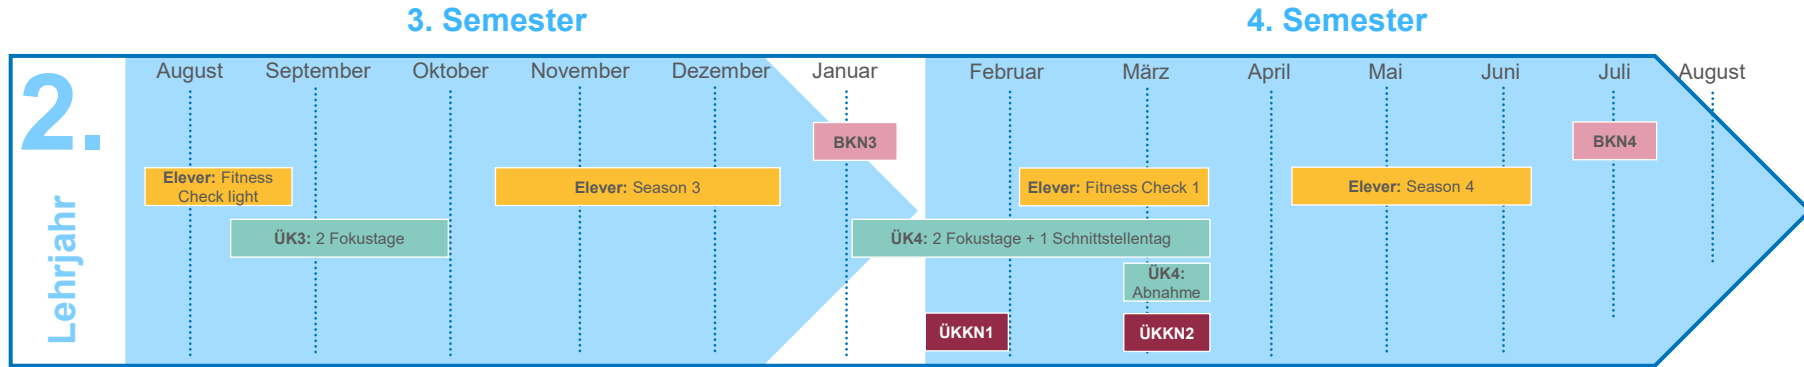 3. Semester
4. Semester
2. Lehrjahr
August
September
Oktober
November
Dezember
Januar
Februar
März
April
Mai
Juni
Juli
August
BKN3
BKN4
Elever: Fitness
Check light
Elever: Season 3
Elever: Fitness Check 1
Elever: Season 4
ÜK3: 2 Fokustage
ÜK4: 2 Fokustage + 1 Schnittstellentag
ÜK4:
Abnahme
ÜKKN1
ÜKKN2